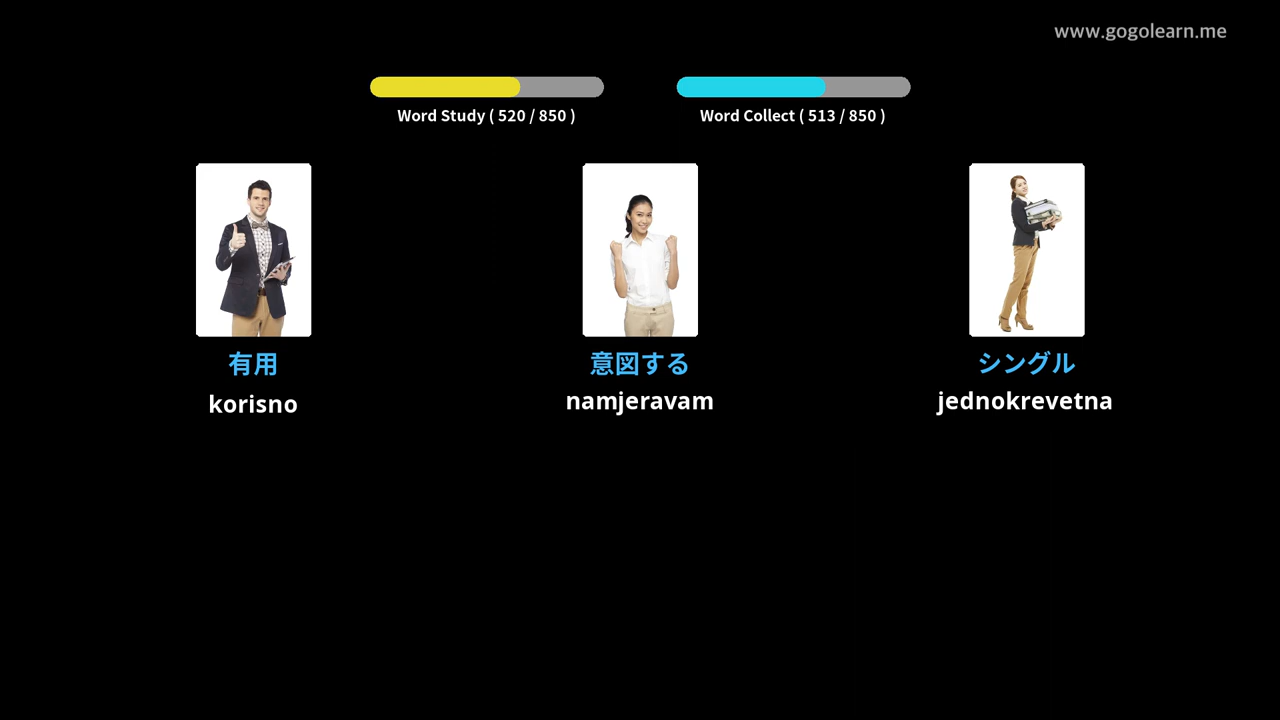 www.gogolearn.me
Word Study ( 520 / 850 )
Word Collect ( 513 / 850 )
有用
意図する
シングル
korisno
namjeravam
jednokrevetna